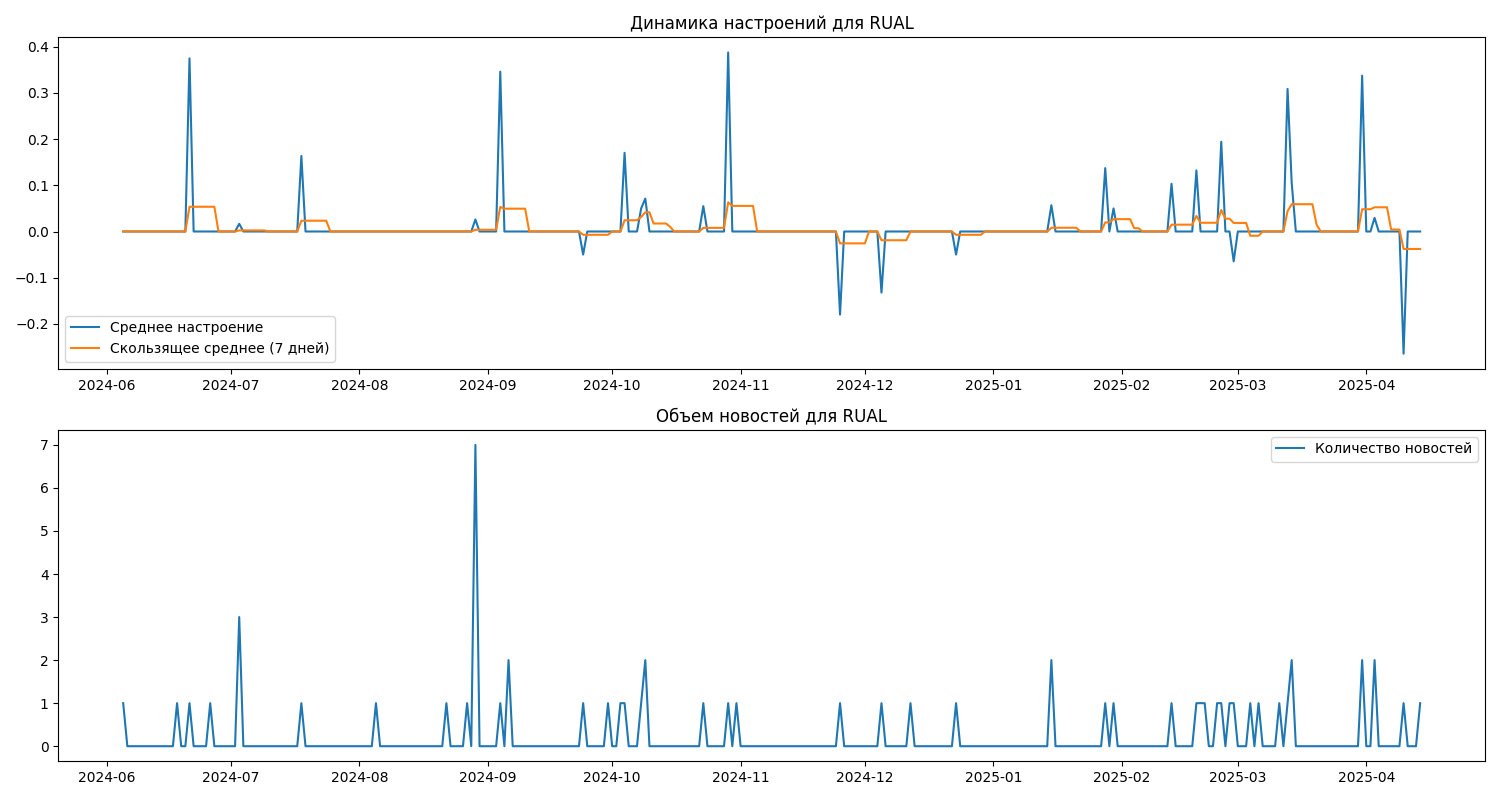 Динамика настроений для RUAL
0.4
0.3
0.2
0.1
0.0
−0.1
−0.2
Среднее настроение
Скользящее среднее (7 дней)
2024-06 2024-07 2024-08 2024-09 2024-10 2024-11 2024-12 2025-01 2025-02 2025-03 2025-04
Объем новостей для RUAL
7
6
5
4
3
2
1
0
Количество новостей
2024-06 2024-07 2024-08 2024-09 2024-10 2024-11 2024-12 2025-01 2025-02 2025-03 2025-04